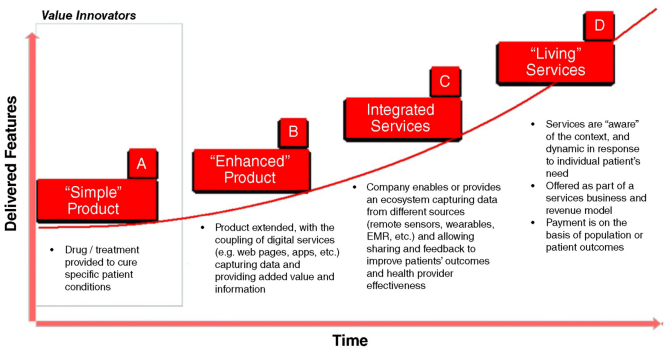 Value Innovators
Delivered Features
A
"Simple"
Product
• Drug / treatment
provided to cure
specific patient
conditions
B
"Enhanced"
Product
• Product extended, with the
coupling of digital services
(e.g. web pages, apps, etc.)
capturing data and
providing added value and
information
C
Integrated
Services
• Company enables or provides
an ecosystem capturing data
from different sources
(remote sensors, wearables,
EMR, etc.) and allowing
sharing and feedback to
improve patients' outcomes
and health provider
effectiveness
D
"Living"
Services
• Services are "aware"
of the context, and
dynamic in response
to individual patient's
need
• Offered as part of a
services business and
revenue model
• Payment is on the
basis of population or
patient outcomes
Time